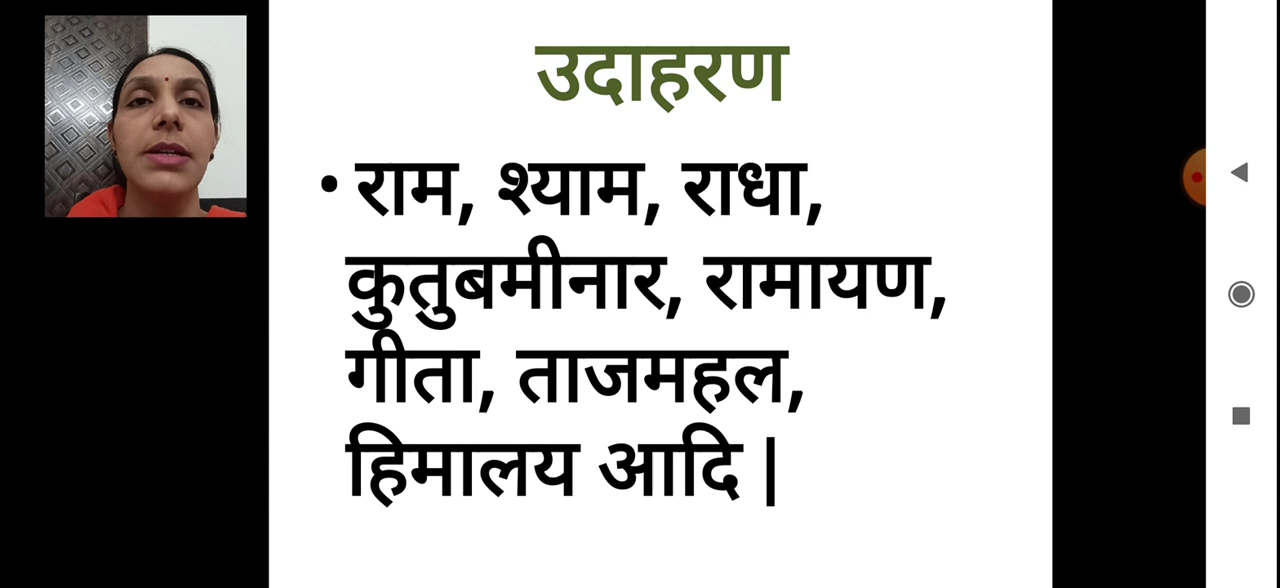 उदाहरण
• राम, श्याम, राधा,
कुतुबमीनार, रामायण,
गीता, ताजमहल,
हिमालय आदि |